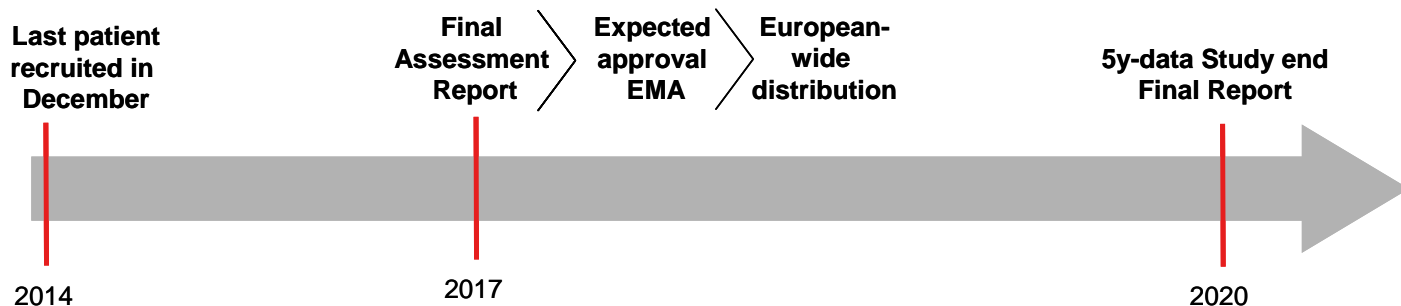 Last patient
recruited in
December
Final
Assessment
Report
Expected
approval
EMA
European-
wide
distribution
5y-data Study end
Final Report
2014
2017
2020